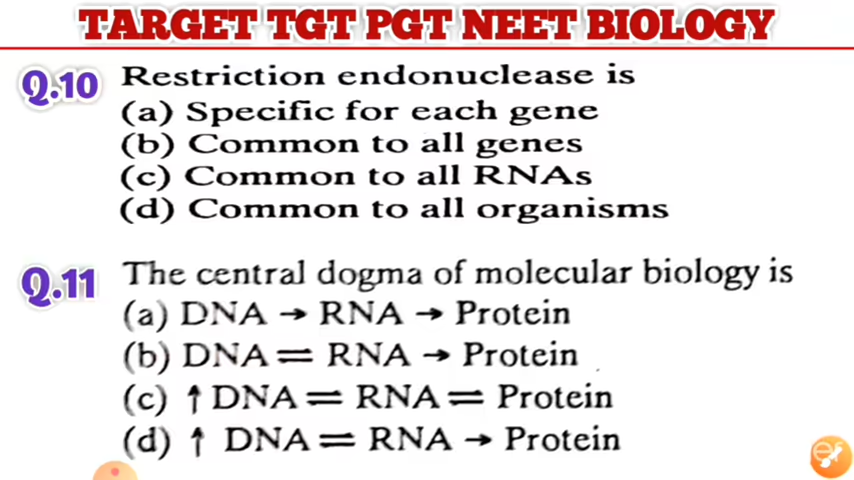 TARGET TGT PGT NEET BIOLOGY
Q.10 Restriction endonuclease is
(a) Specific for each gene
(b) Common to all genes
(c) Common to all RNAs
(d) Common to all organisms
Q.11 The central dogma of molecular biology is
(a) DNA → RNA → Protein
(b) DNA ⇌ RNA → Protein
(c) ↑ DNA ⇌ RNA ⇌ Protein
(d) ↑ DNA ⇌ RNA → Protein